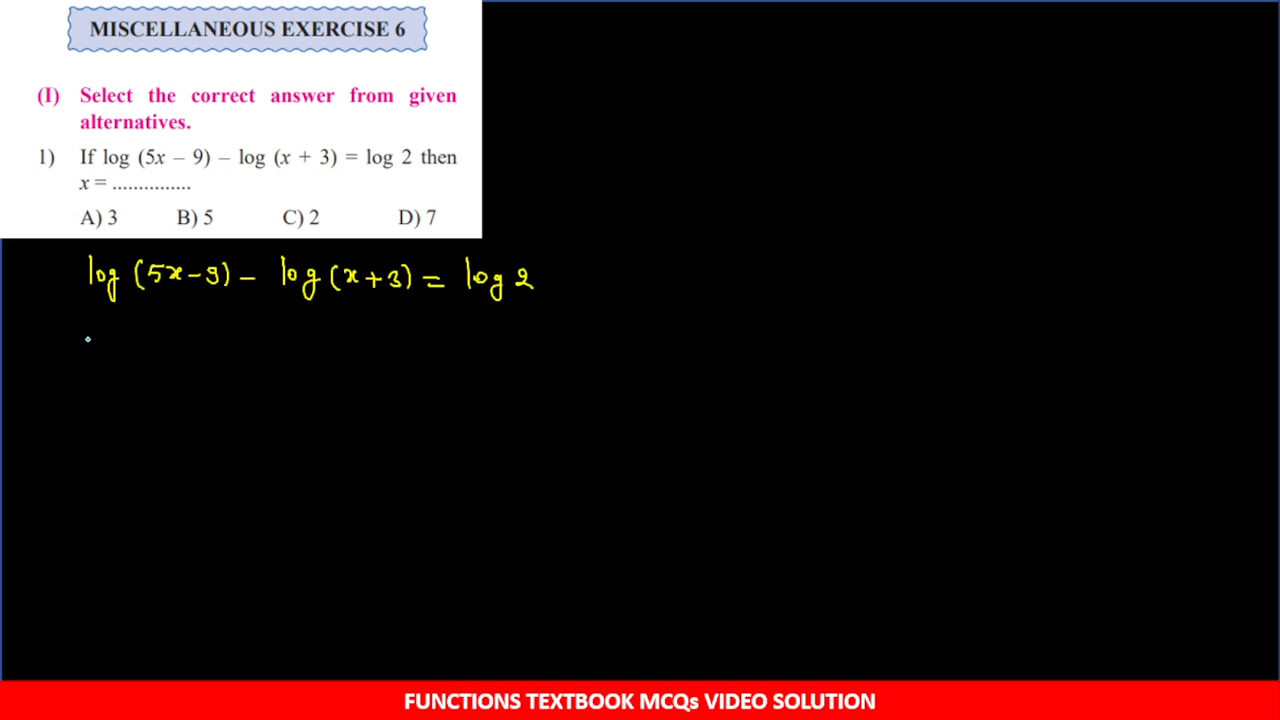 MISCELLANEOUS EXERCISE 6
(I) Select the correct answer from given
alternatives.
1) If log (5x – 9) – log (x + 3) = log 2 then
x = ...............
A) 3 B) 5 C) 2 D) 7
log (5x – 9) – log (x + 3) = log 2
FUNCTIONS TEXTBOOK MCQs VIDEO SOLUTION